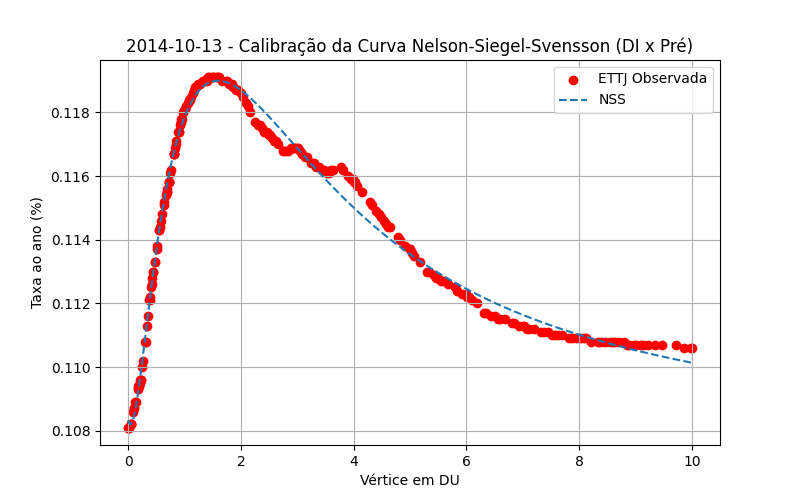 2014-10-13 - Calibração da Curva Nelson-Siegel-Svensson (DI x Pré)
ETTJ Observada
NSS
Taxa ao ano (%)
0.118
0.116
0.114
0.112
0.110
0.108
0 2 4 6 8 10
Vértice em DU